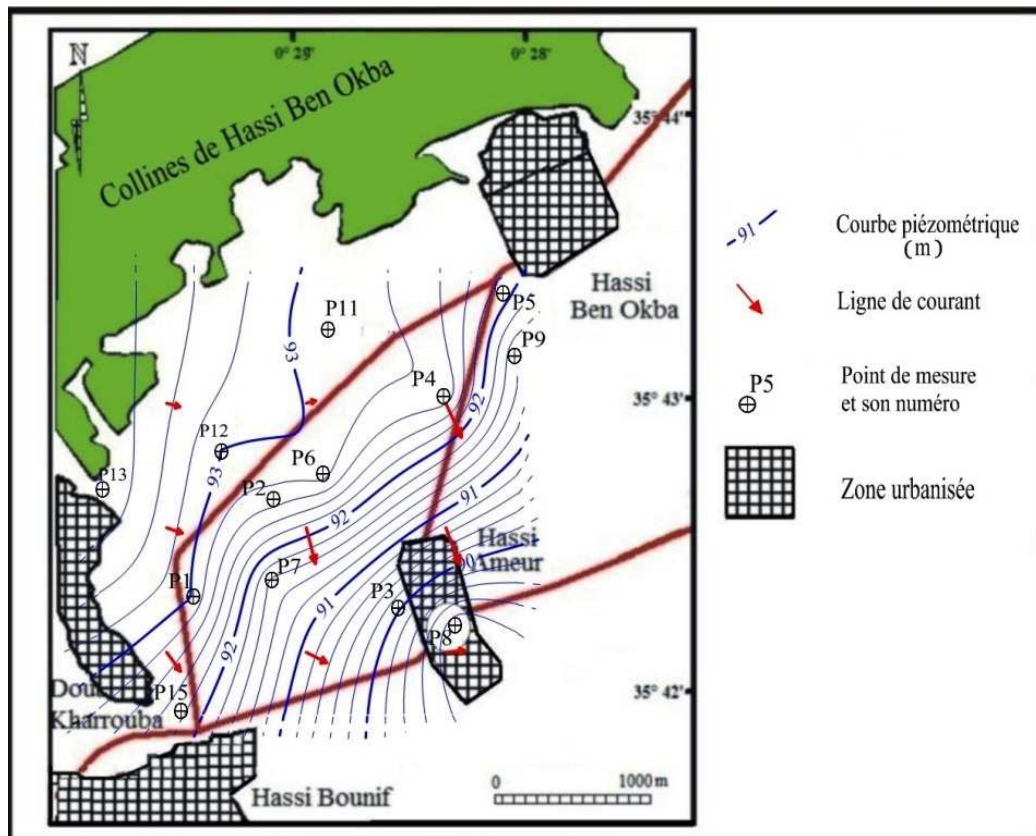 N
0° 29
0° 28
35° 44'
Collines de Hassi Ben Okba
Hassi
Ben Okba
P5
P11
93
P9
P4
35° 43
92
P12
P6
P13
93
P2
91
92
Hassi
Ameur
P7
P1
91
P3
P8
92
35° 42'
P15
Kharrouba
Hassi Bounif
0
1000 m
91
Courbe piézométrique
(m)
Ligne de courant
P5
Point de mesure
et son numéro
Zone urbanisée